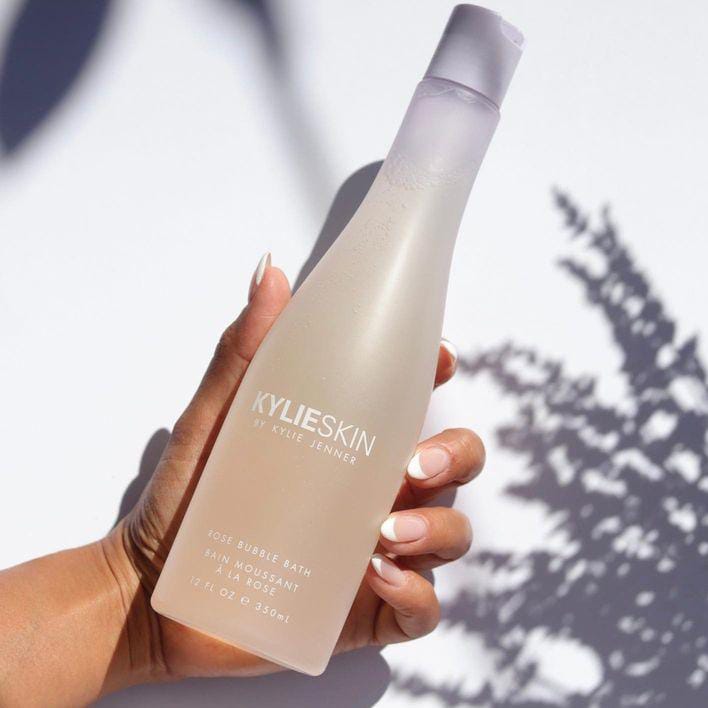 KYLIESKIN
BY KYLIE JENNER
ROSE BUBBLE BATH
BAIN MOUSSANT
À LA ROSE
12 FL OZ ℮ 350mL